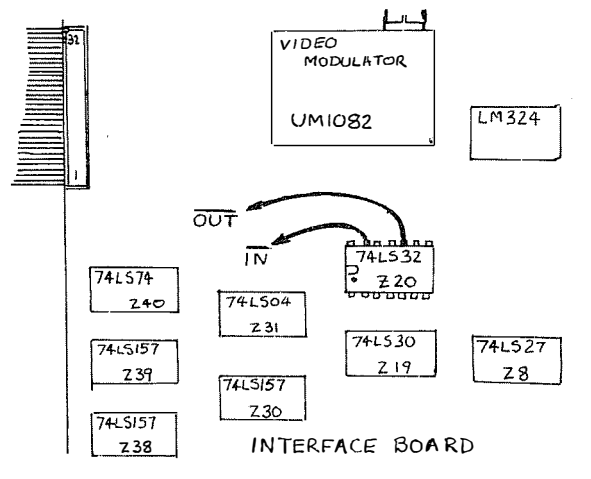 32
1
VIDEO
MODULATOR
UM1082
LM324
OUT
IN
74LS32
Z20
74LS74
Z40
74LS04
Z31
74LS157
Z39
74LS30
Z19
74LS27
Z8
74LS157
Z30
74LS157
Z38
INTERFACE BOARD